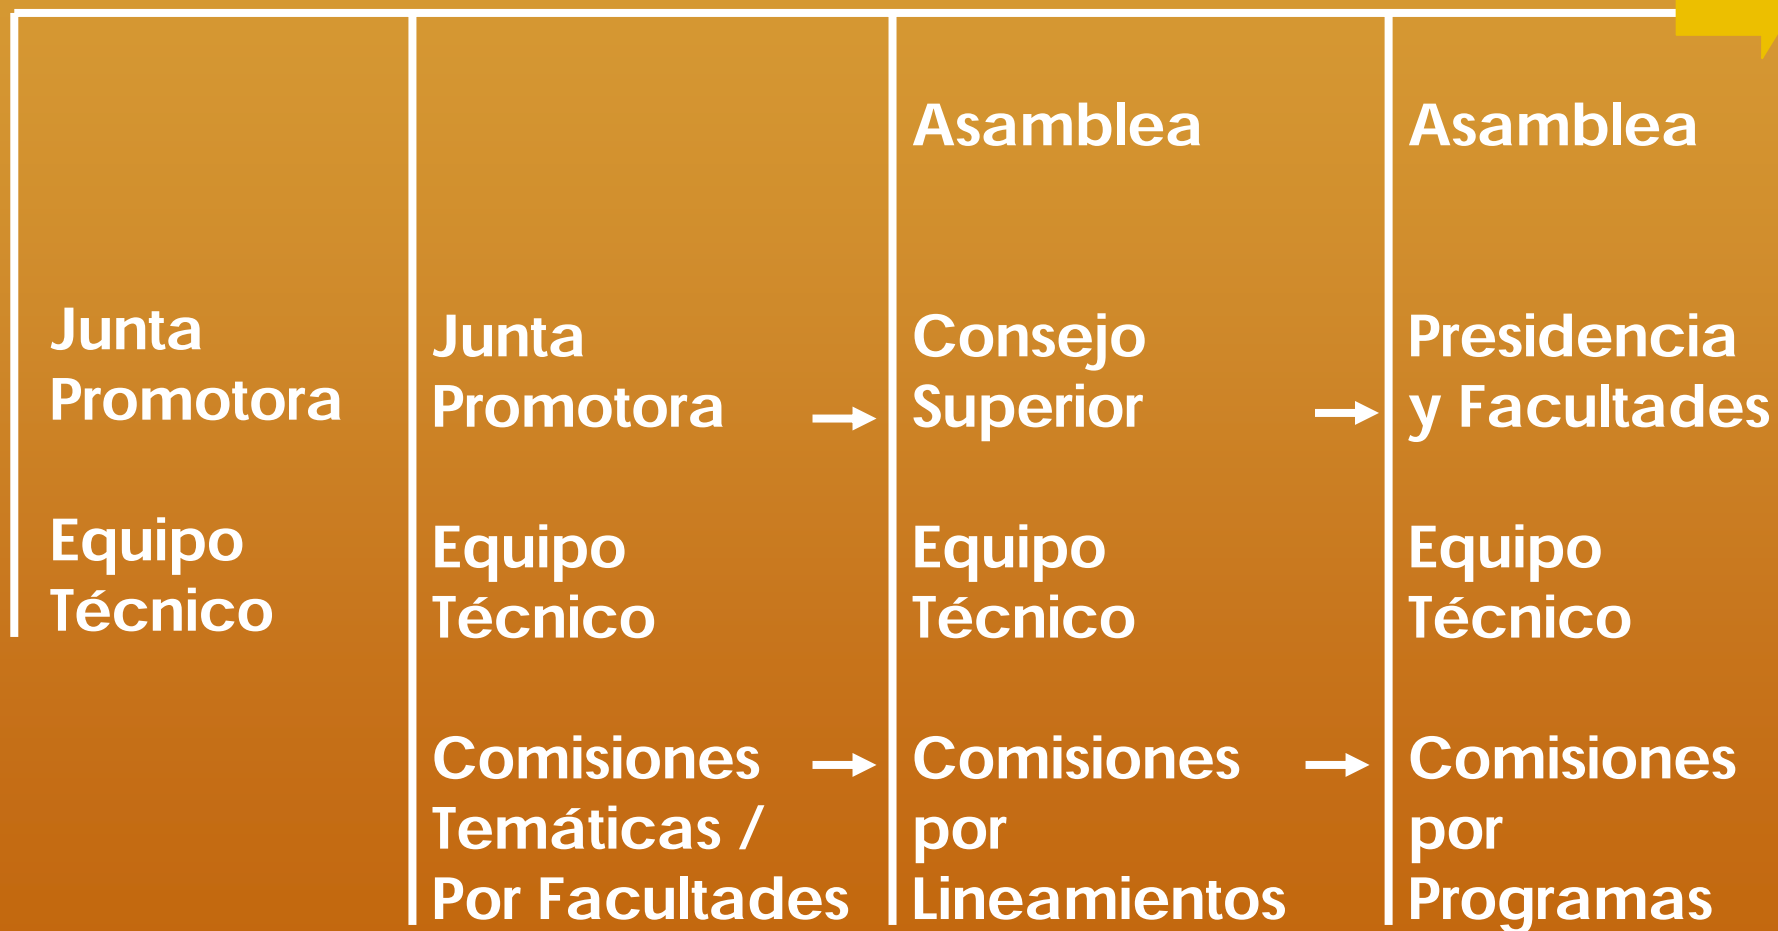 Junta
Promotora
Equipo
Técnico
Junta
Promotora
Equipo
Técnico
Comisiones
Temáticas /
Por Facultades
Asamblea
Consejo
Superior
Equipo
Técnico
Comisiones
por
Lineamientos
Asamblea
Presidencia
y Facultades
Equipo
Técnico
Comisiones
por
Programas